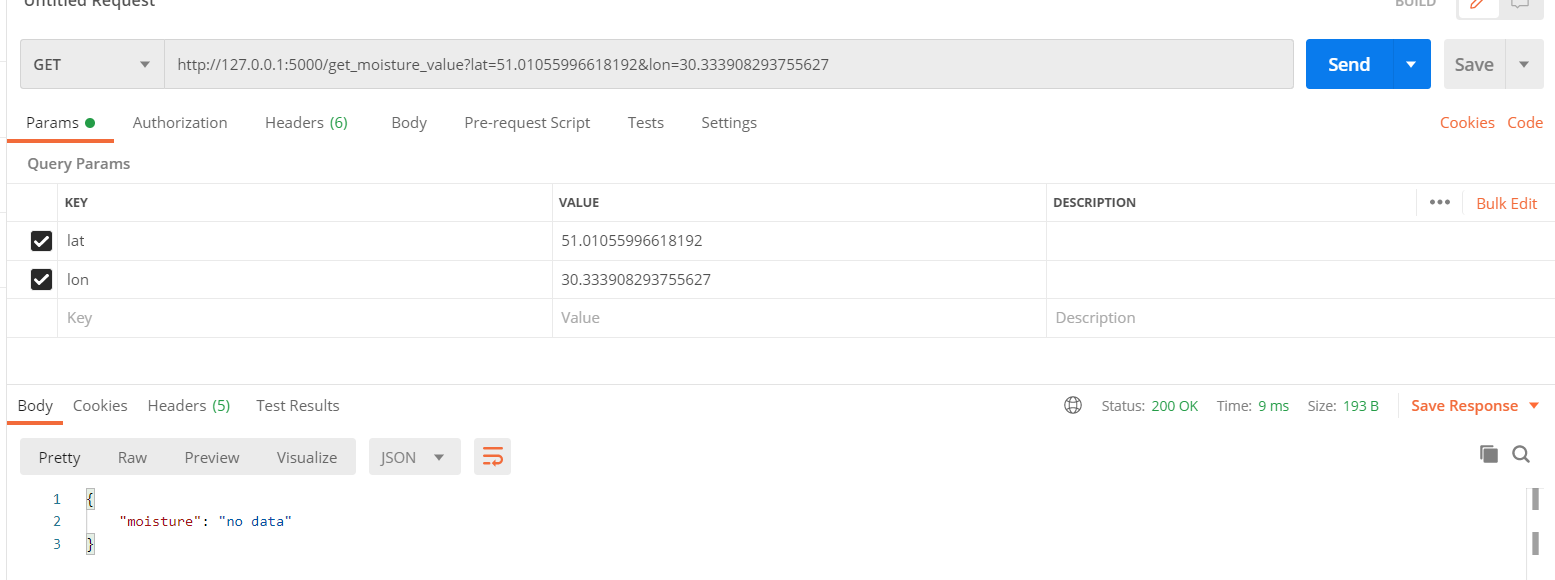 Untitled Request
BUILD
GET
http://127.0.0.1:5000/get_moisture_value?lat=51.01055996618192&lon=30.333908293755627
Send
Save
Params
Authorization
Headers (6)
Body
Pre-request Script
Tests
Settings
Cookies
Code
Query Params
KEY
VALUE
DESCRIPTION
•••
Bulk Edit
lat
51.01055996618192
lon
30.333908293755627
Key
Value
Description
Body
Cookies
Headers (5)
Test Results
Status: 200 OK
Time: 9 ms
Size: 193 B
Save Response
Pretty
Raw
Preview
Visualize
JSON
1 {
2 "moisture": "no data"
3 }